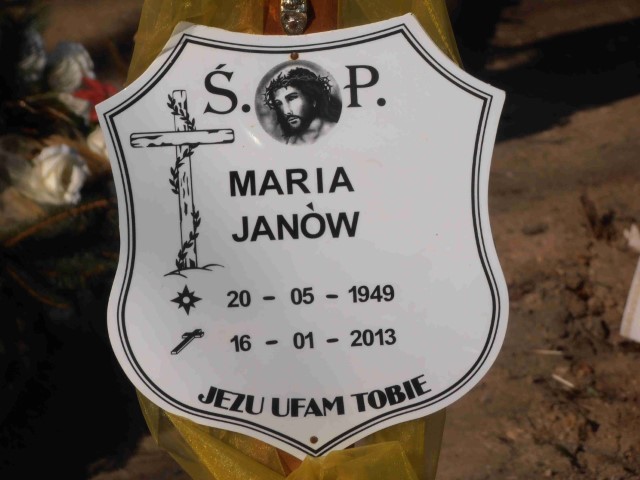 Ś. P.
MARIA
JANÒW
20 - 05 - 1949
16 - 01 - 2013
JEZU UFAM TOBIE